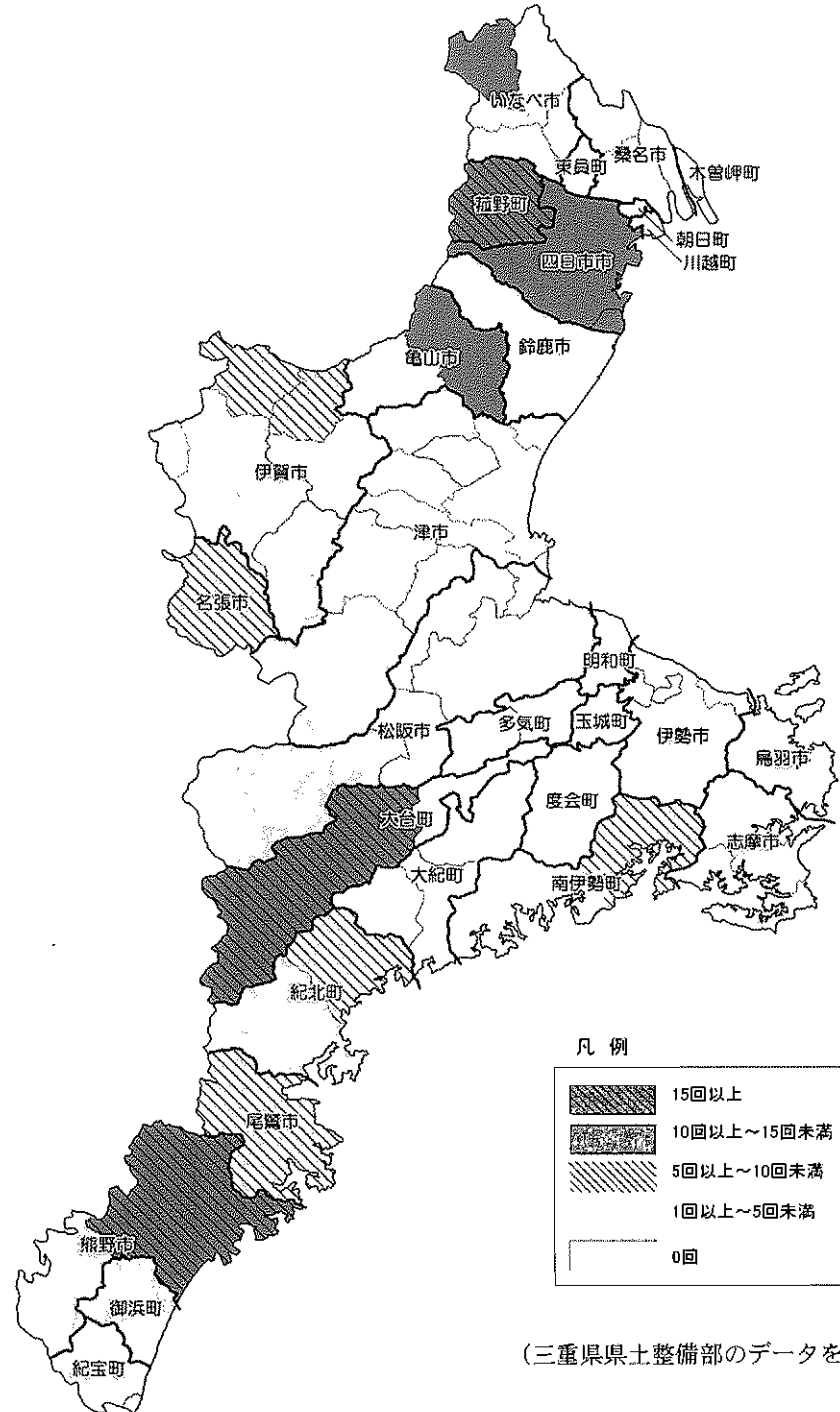 いなべ市
桑名市
木曽岬町
東員町
菰野町
朝日町
川越町
四日市市
鈴鹿市
亀山市
伊賀市
津市
名張市
明和町
松阪市
多気町
玉城町
伊勢市
鳥羽市
度会町
大台町
志摩市
大紀町
南伊勢町
紀北町
尾鷲市
熊野市
御浜町
紀宝町
凡 例
15回以上
10回以上～15回未満
5回以上～10回未満
1回以上～5回未満
0回
(三重県県土整備部のデータを